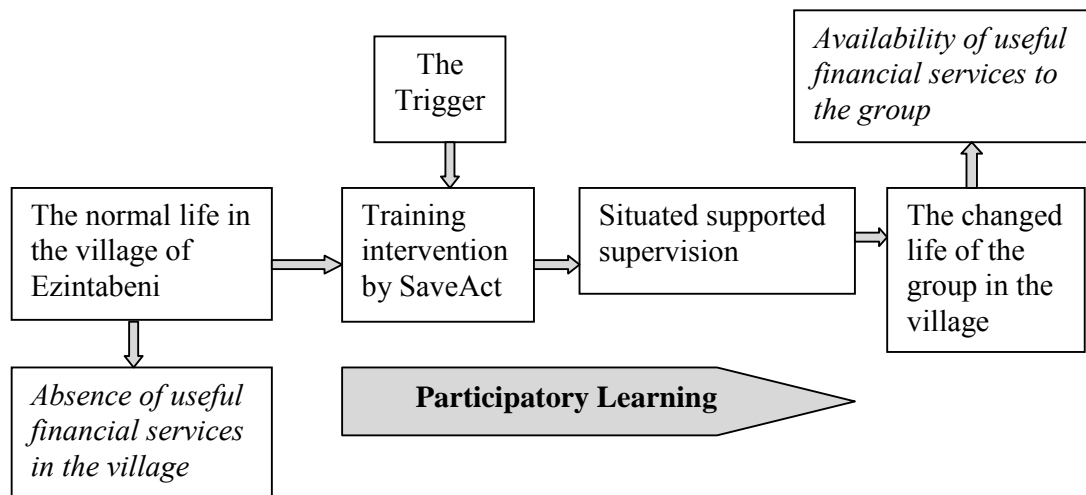 The
Trigger
Availability of useful
financial services to
the group
The normal life in
the village of
Ezintabeni
Training
intervention
by SaveAct
Situated supported
supervision
The changed
life of the
group in the
village
Absence of useful
financial services
in the village
Participatory Learning